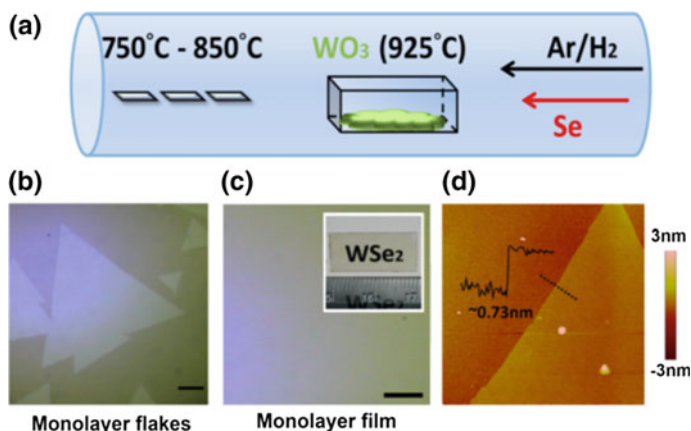 (a)
750°C - 850°C
WO₃ (925°C)
Ar/H₂
Se
(b)
(c)
(d)
WSe₂
3nm
~0.73nm
-3nm
Monolayer flakes
Monolayer film